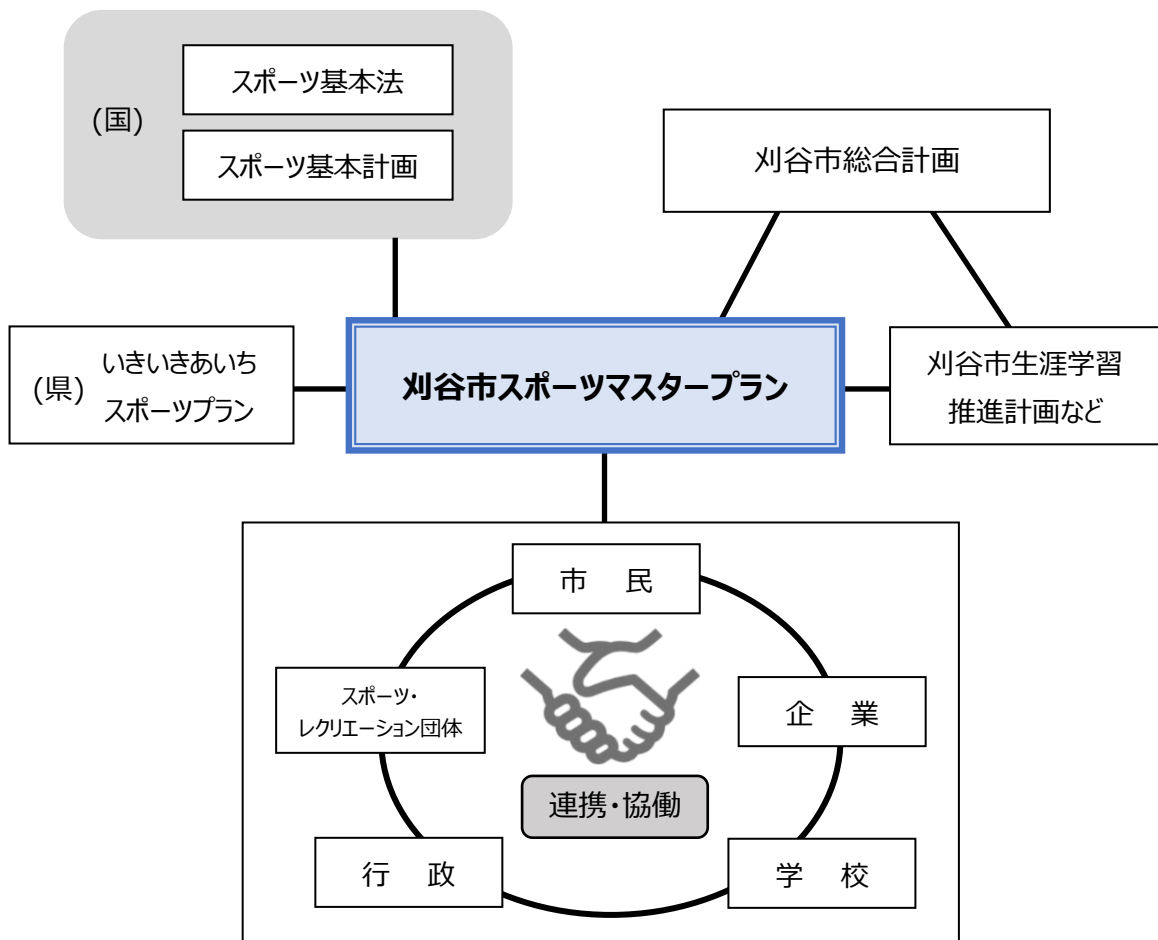 スポーツ基本法
(国)
スポーツ基本計画
刈谷市総合計画
(県)
いきいきあいち
スポーツプラン
刈谷市スポーツマスタープラン
刈谷市生涯学習
推進計画など
市 民
スポーツ・
レクリエーション団体
企 業
連携・協働
行 政
学 校